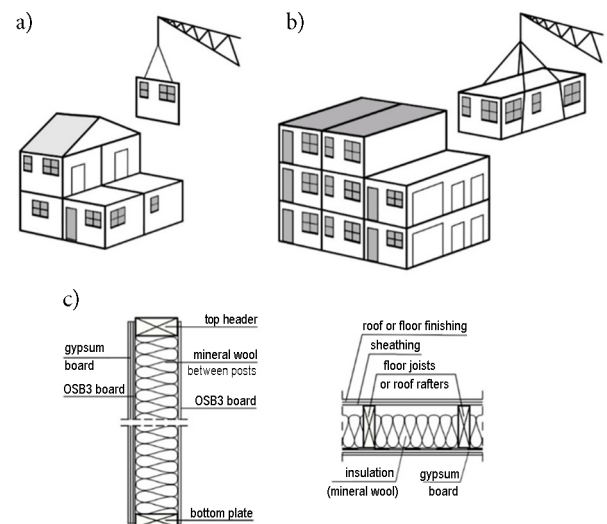 a)
b)
c)
top header
gypsum
board
mineral wool
between posts
OSB3 board
OSB3 board
bottom plate
roof or floor finishing
sheathing
floor joists
or roof rafters
insulation
(mineral wool)
gypsum
board